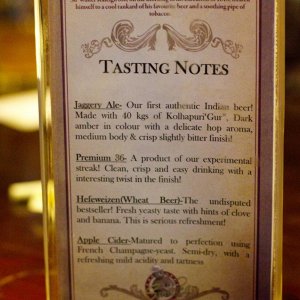 himself to a cool tankard of his favourite beer and a soothing pipe of
tobacco.
TASTING NOTES
Jaggery Ale- Our first authentic Indian beer!
Made with 40 kgs of Kolhapuri"Gur". Dark
amber in colour with a delicate hop aroma,
medium body & crisp slightly bitter finish!
Premium 36- A product of our experimental
streak! Clean, crisp and easy drinking with a
interesting twist in the finish!
Hefeweizen(Wheat Beer)-The undisputed
bestseller! Fresh yeasty taste with hints of clove
and banana. This is serious refreshment!
Apple Cider-Matured to perfection using
French Champagne-yeast. Semi-dry, with a
refreshing mild acidity and tartness